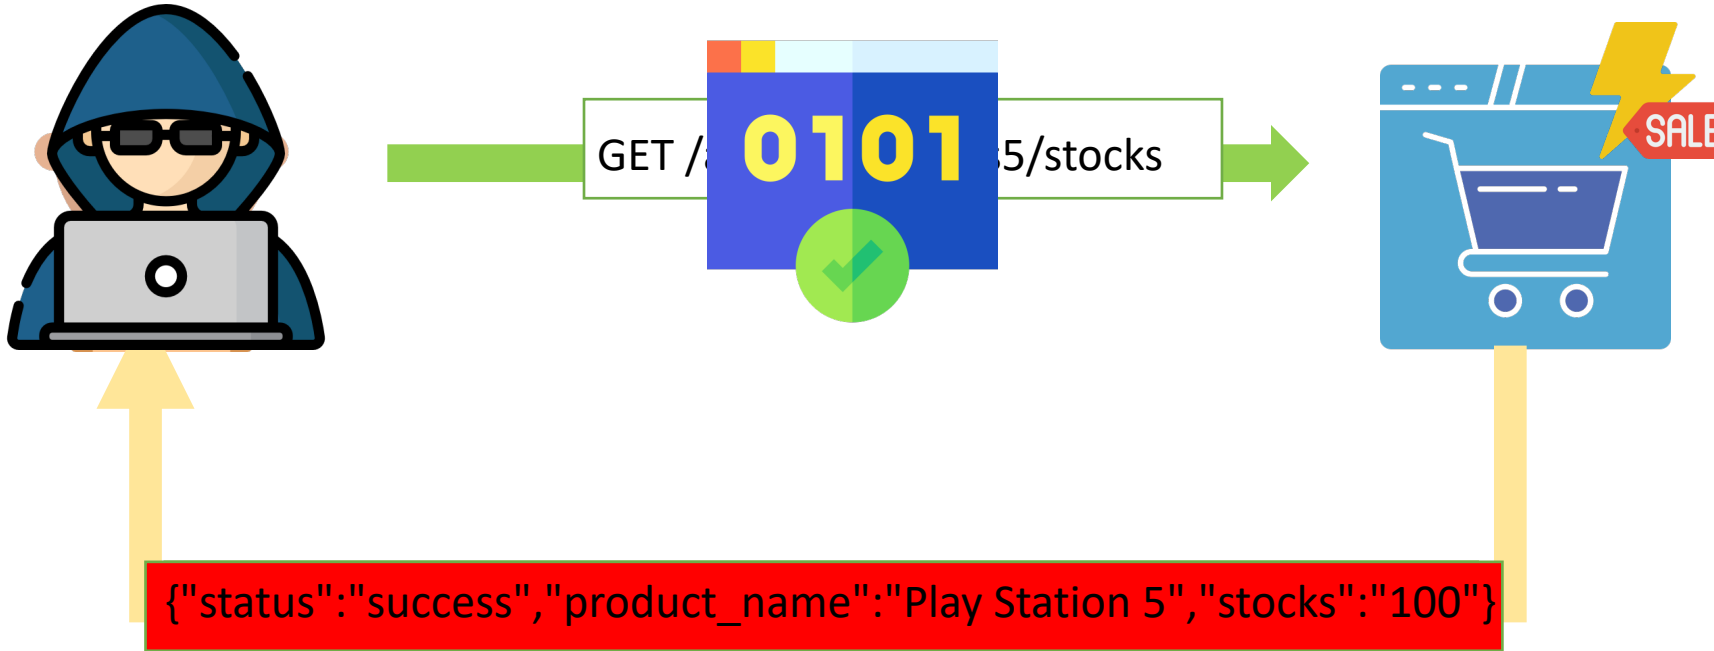 GET /
0101
5/stocks
SALE
{"status":"success","product_name":"Play Station 5","stocks":"100"}